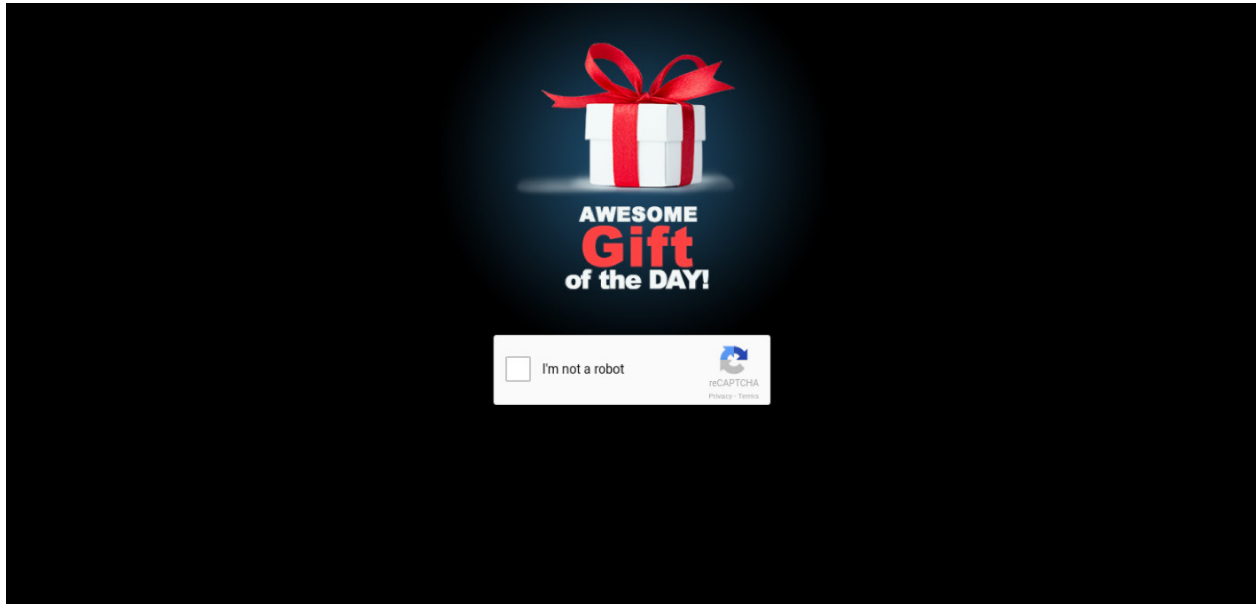 AWESOME
Gift
of the DAY!
I'm not a robot
reCAPTCHA
Privacy - Terms